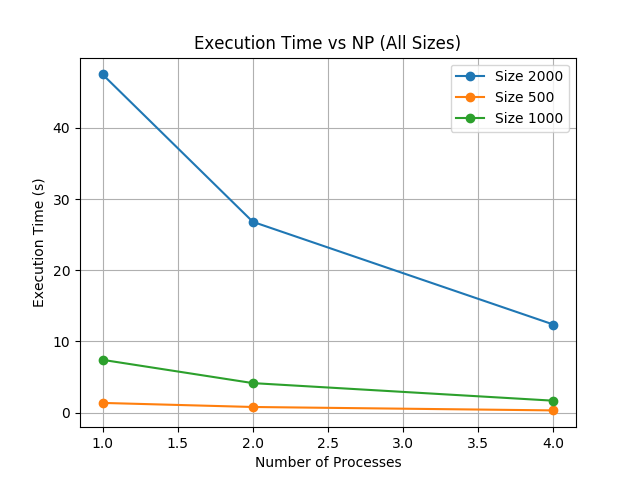 Execution Time vs NP (All Sizes)
Size 2000
Size 500
Size 1000
Execution Time (s)
40
30
20
10
0
1.0 1.5 2.0 2.5 3.0 3.5 4.0
Number of Processes